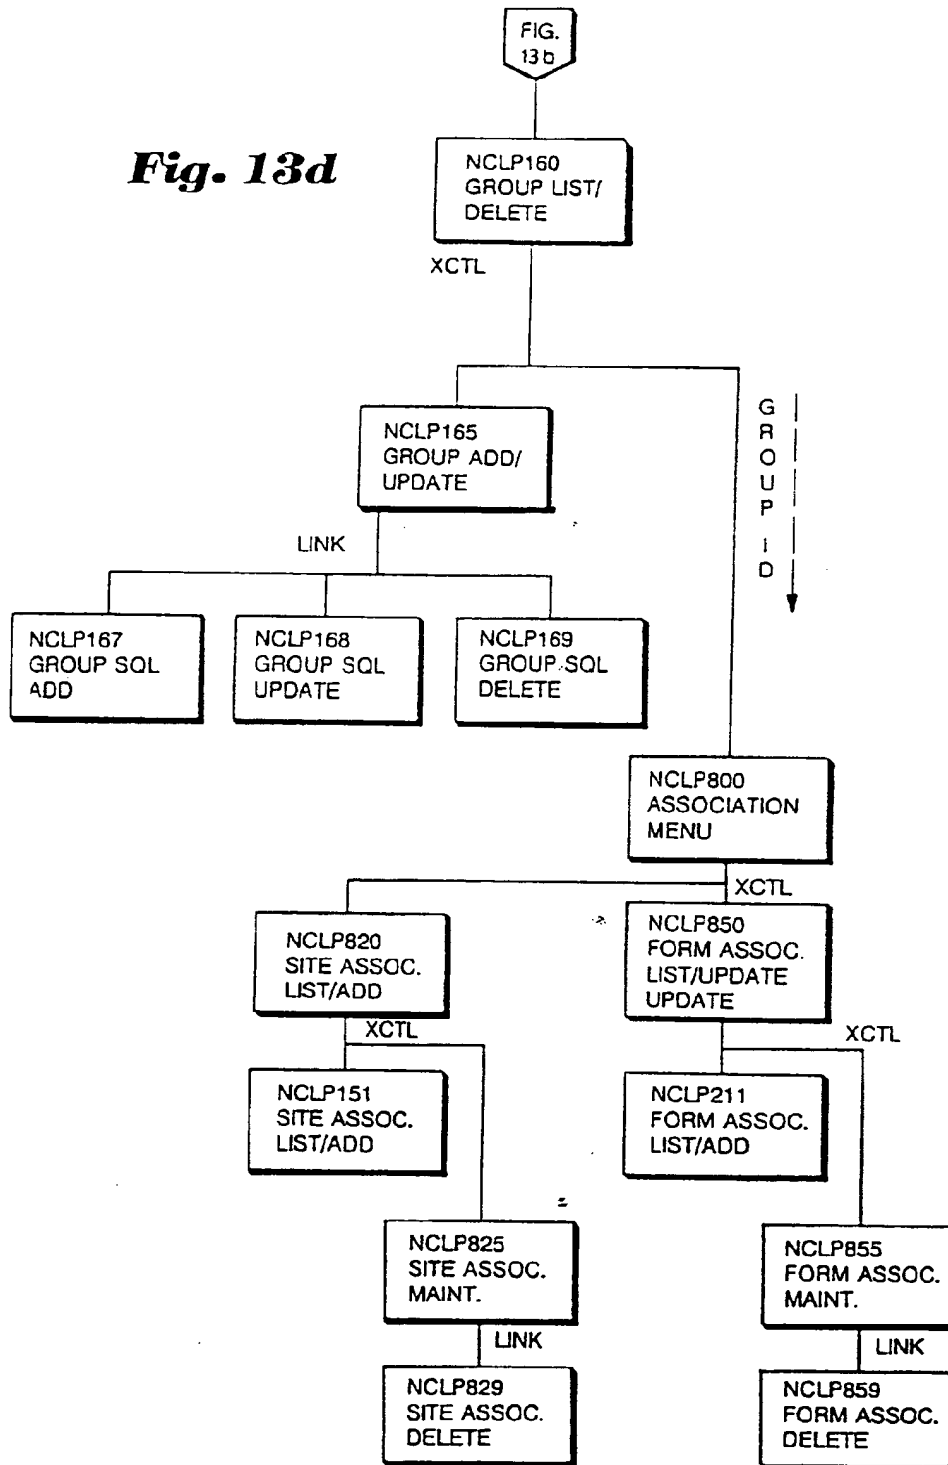 FIG.
13b
Fig. 13d
NCLP160
GROUP LIST/
DELETE
XCTL
NCLP165
GROUP ADD/
UPDATE
GROUP ID
LINK
NCLP167
GROUP SQL
ADD
NCLP168
GROUP SQL
UPDATE
NCLP169
GROUP SQL
DELETE
NCLP800
ASSOCIATION
MENU
XCTL
NCLP820
SITE ASSOC.
LIST/ADD
NCLP850
FORM ASSOC.
LIST/UPDATE
UPDATE
XCTL
XCTL
NCLP151
SITE ASSOC.
LIST/ADD
NCLP211
FORM ASSOC.
LIST/ADD
NCLP825
SITE ASSOC.
MAINT.
NCLP855
FORM ASSOC.
MAINT.
LINK
LINK
NCLP829
SITE ASSOC.
DELETE
NCLP859
FORM ASSOC.
DELETE